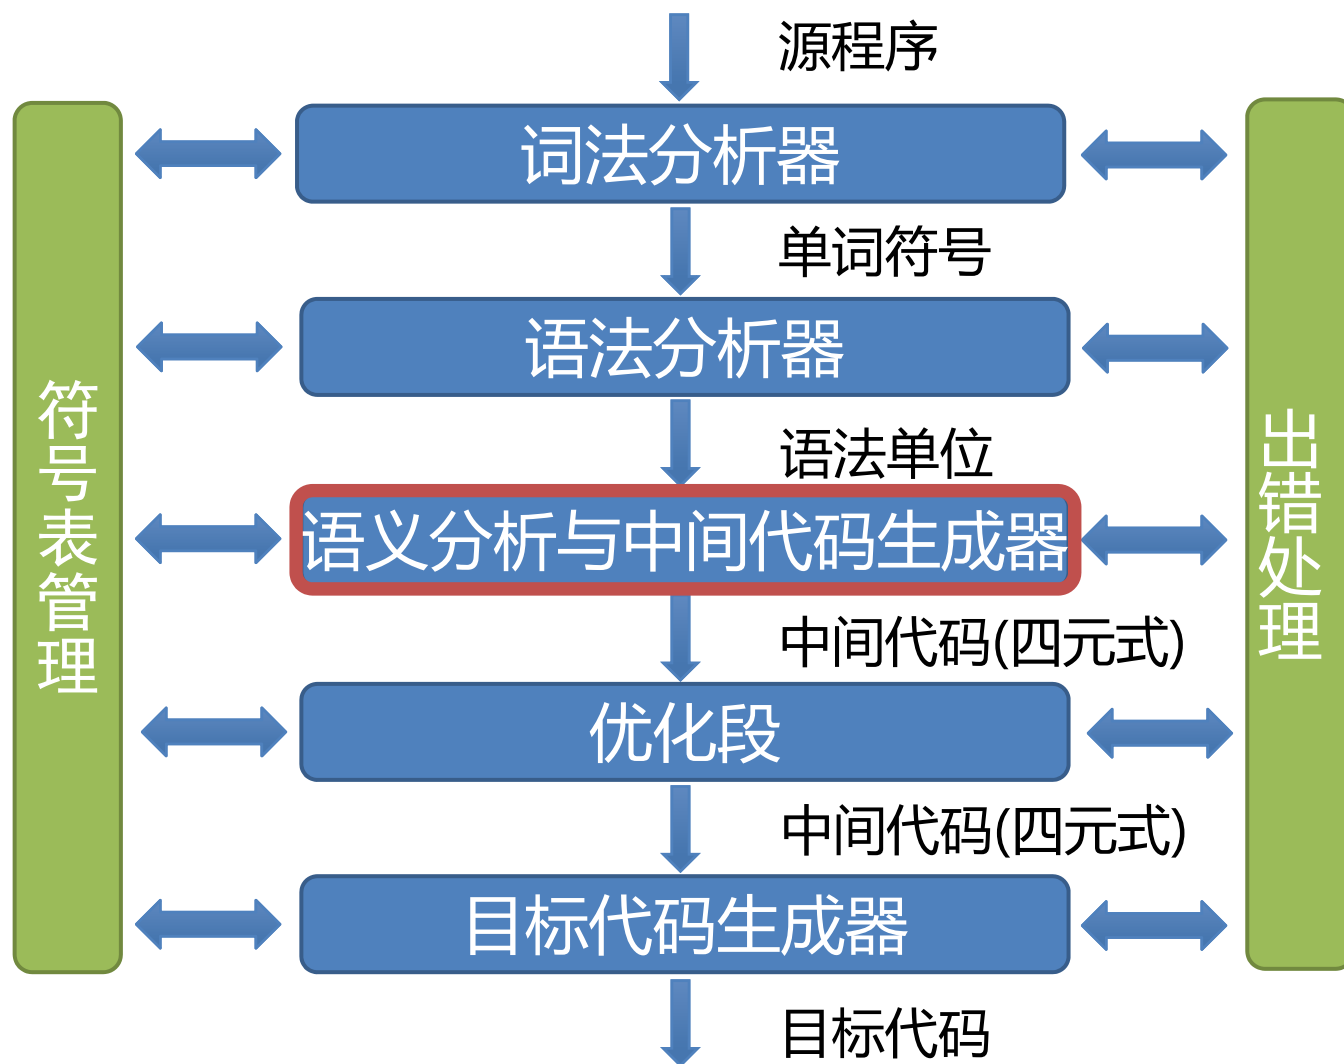 源程序
词法分析器
单词符号
语法分析器
语法单位
语义分析与中间代码生成器
中间代码(四元式)
优化段
中间代码(四元式)
目标代码生成器
目标代码
符号表管理
出错处理